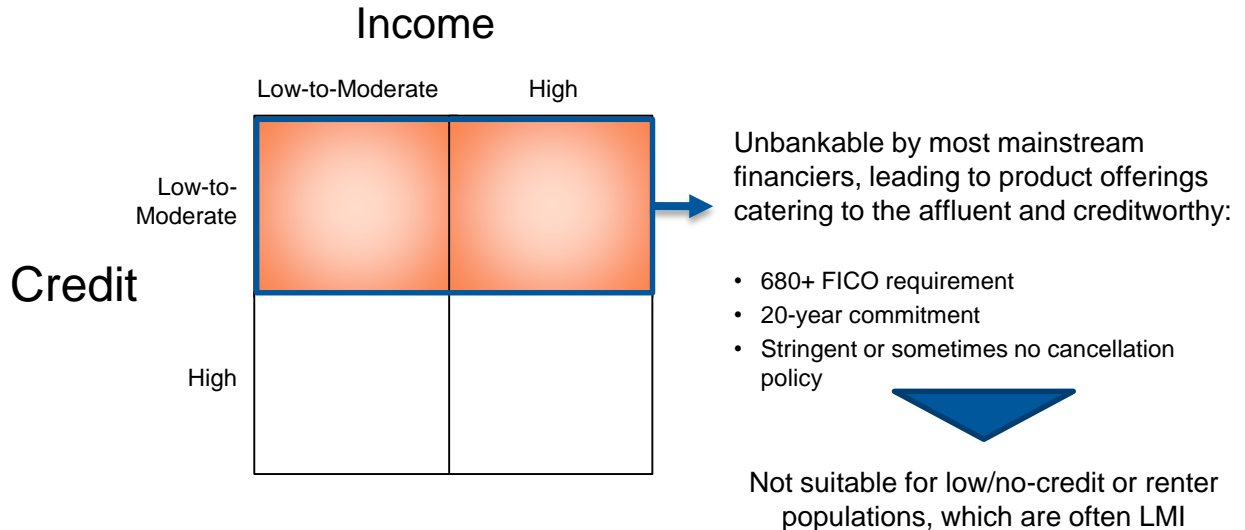 Income
Low-to-Moderate High
Low-to-
Moderate
Credit
High
Unbankable by most mainstream
financiers, leading to product offerings
catering to the affluent and creditworthy:
• 680+ FICO requirement
• 20-year commitment
• Stringent or sometimes no cancellation
policy
Not suitable for low/no-credit or renter
populations, which are often LMI